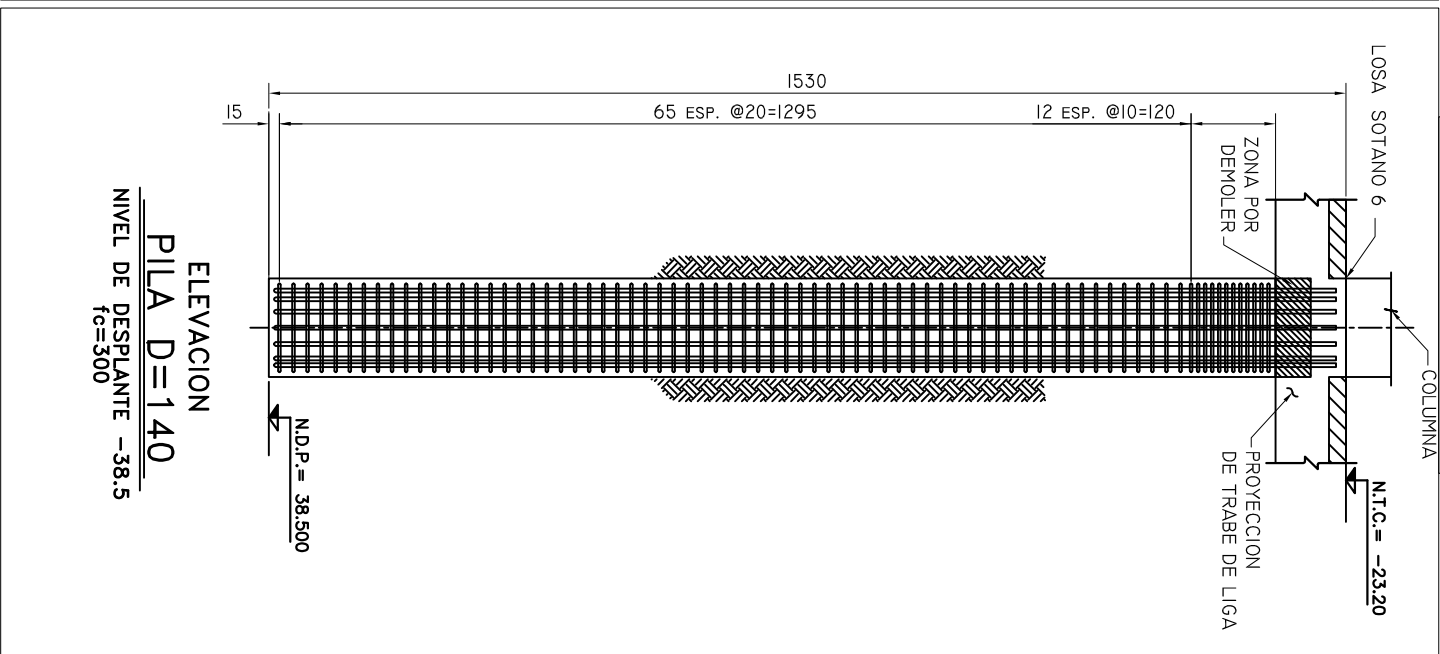 1530
15
65 ESP. @20=1295
12 ESP. @10=120
LOSA SOTANO 6
ZONA POR
DEMOLER
COLUMNA
N.T.C.= -23.20
PROYECCION
DE TRABE DE LIGA
N.D.P.= 38.500
ELEVACION
PILA D=140
NIVEL DE DESPLANTE -38.5
fc=300